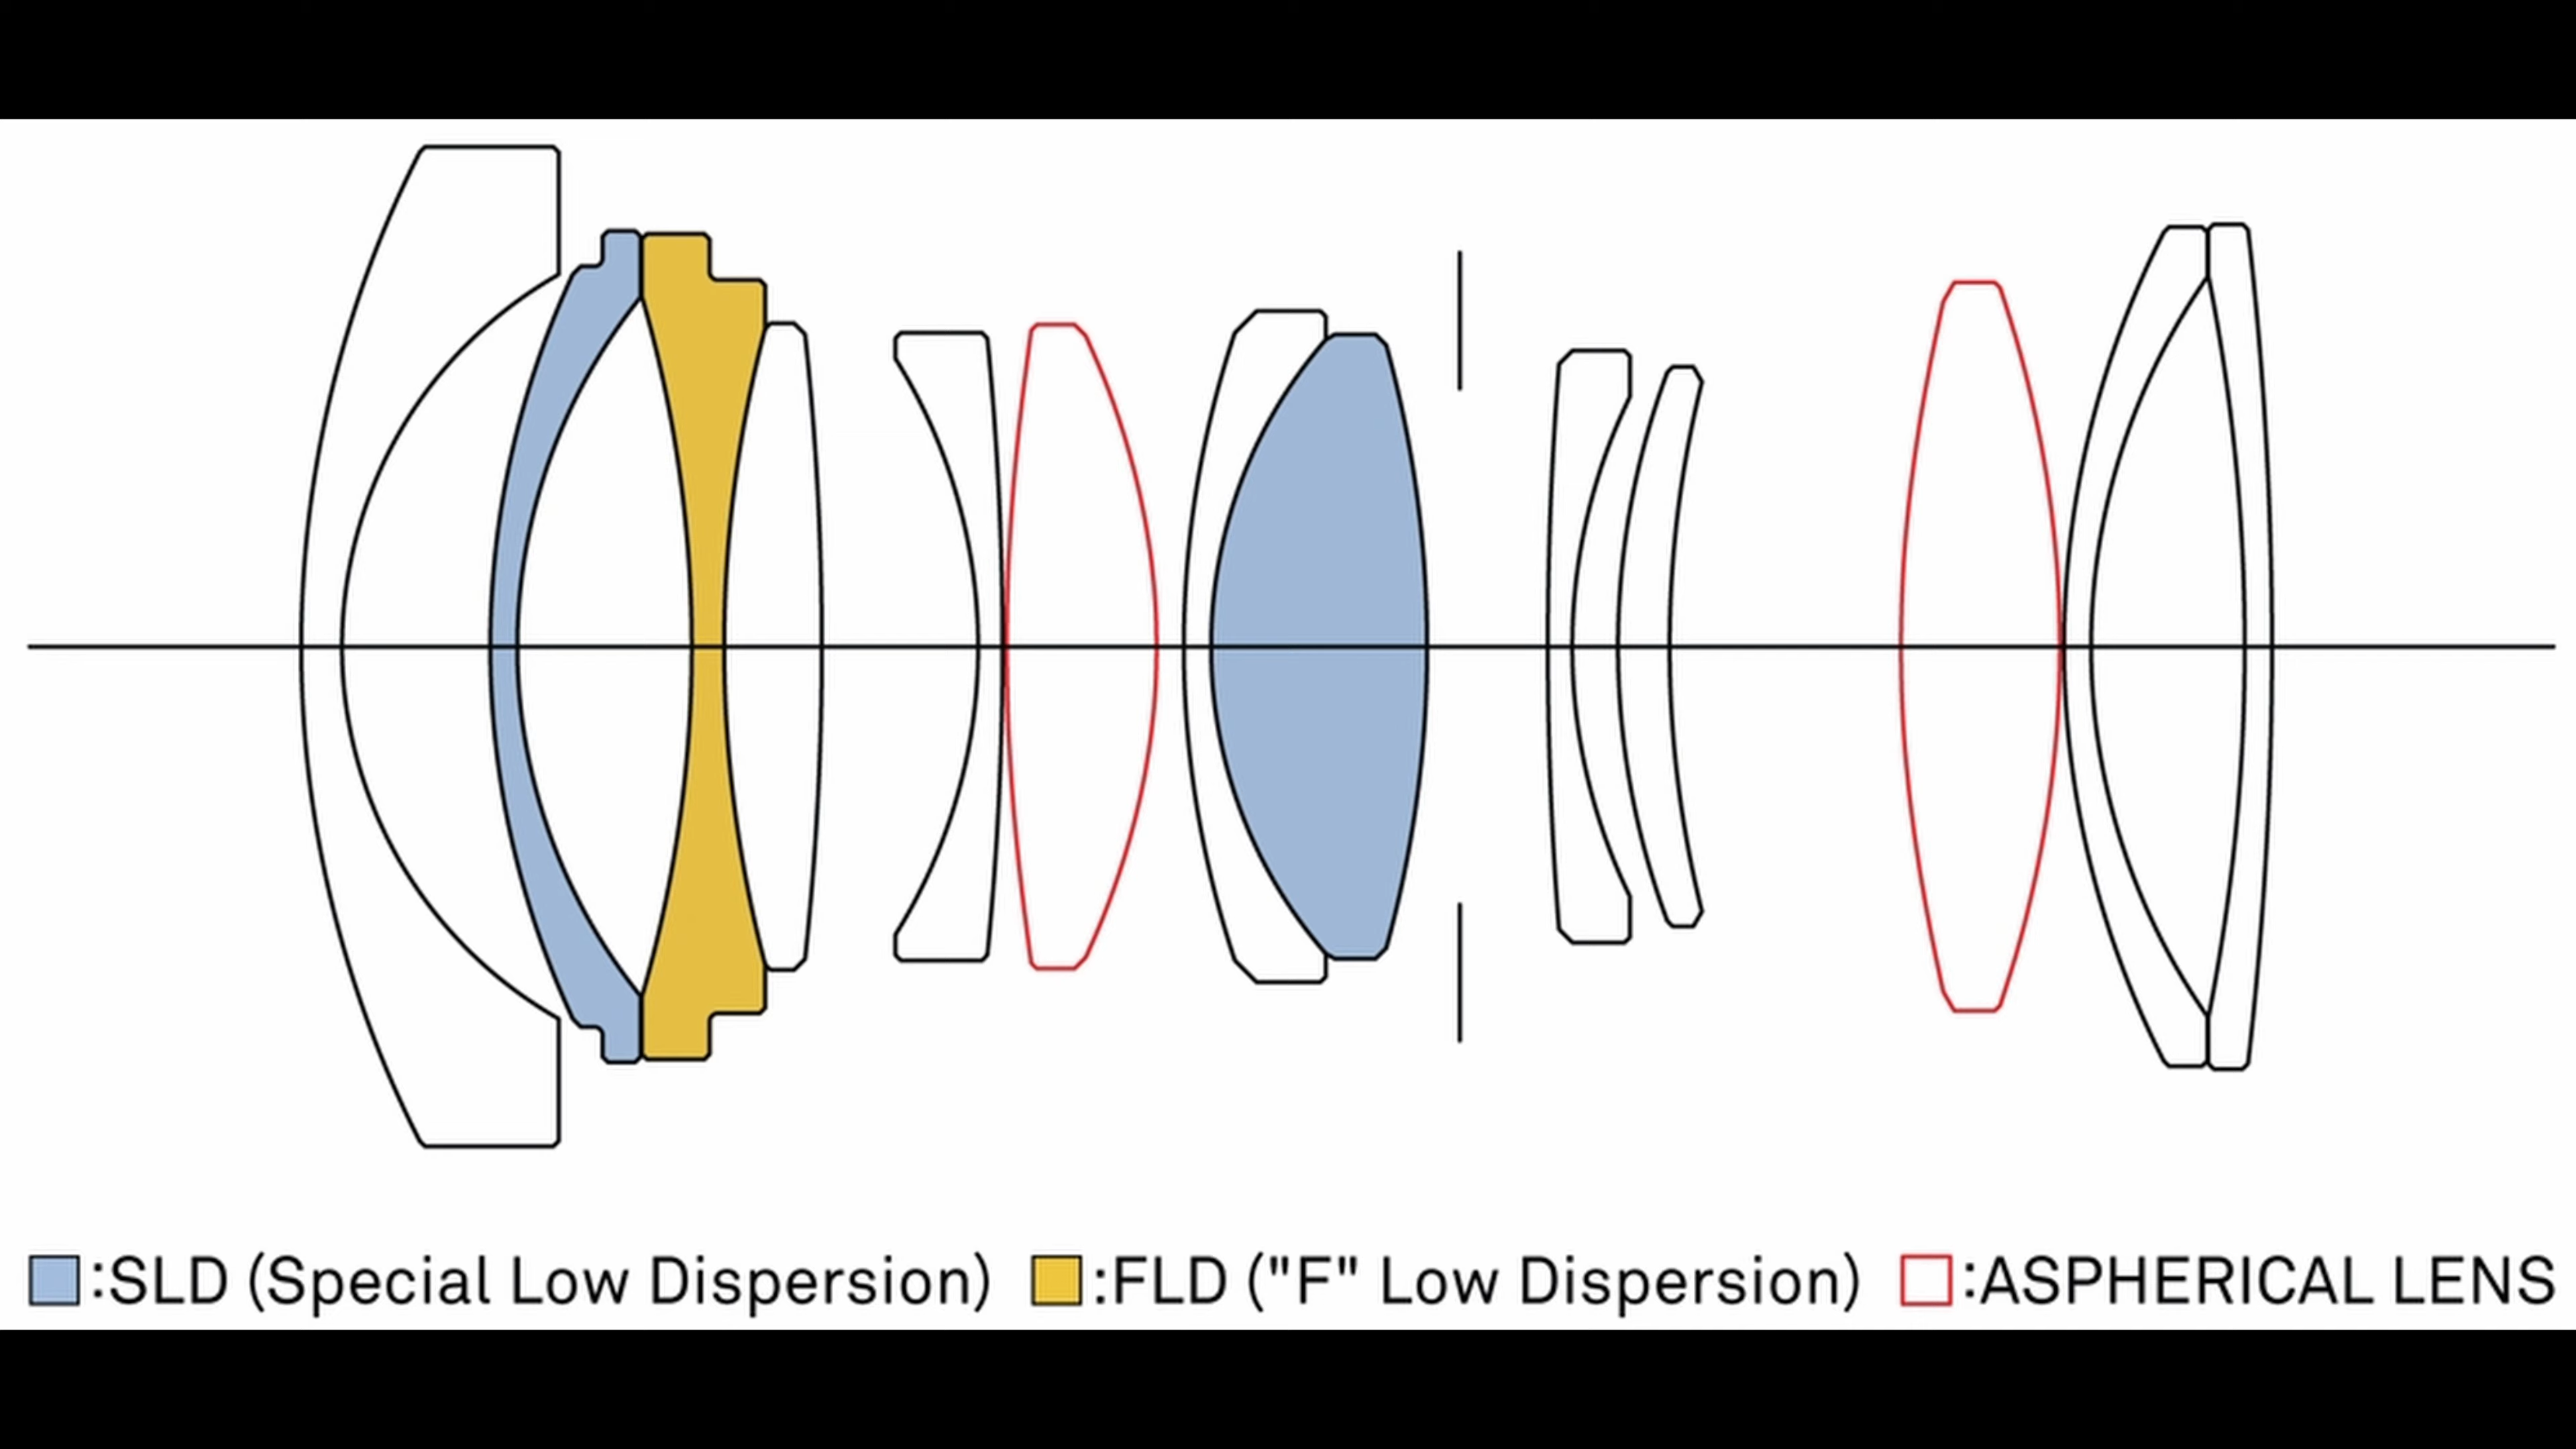 :SLD (Special Low Dispersion) :FLD ("F" Low Dispersion) :ASPHERICAL LENS